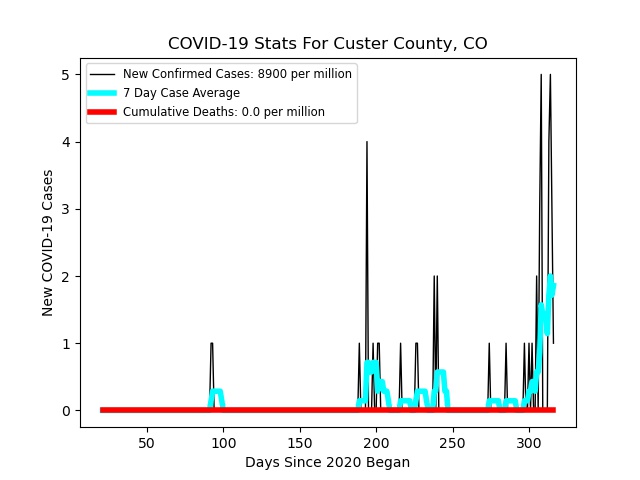 COVID-19 Stats For Custer County, CO
New Confirmed Cases: 8900 per million
7 Day Case Average
Cumulative Deaths: 0.0 per million
New COVID-19 Cases
5
4
3
2
1
0
50
100
150
200
250
300
Days Since 2020 Began